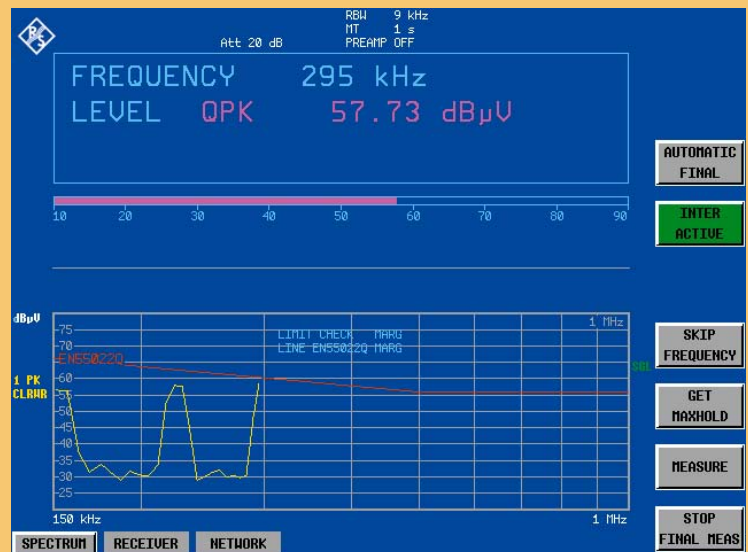 RBW 9 kHz
MT 1 s
Att 20 dB PREAMP OFF
FREQUENCY 295 kHz
LEVEL QPK 57.73 dBµV
10 20 30 40 50 60 70 80 90
AUTOMATIC
FINAL
INTER
ACTIVE
dBµV
75
1 MHz
LIMIT CHECK MARG
70
LINE EN55022Q MARG
EN55022Q
SGL
1 PK
CLRWR
60
55
50
45
40
35
30
25
150 kHz 1 MHz
SKIP
FREQUENCY
GET
MAXHOLD
MEASURE
STOP
FINAL MEAS
SPECTRUM RECEIVER NETWORK